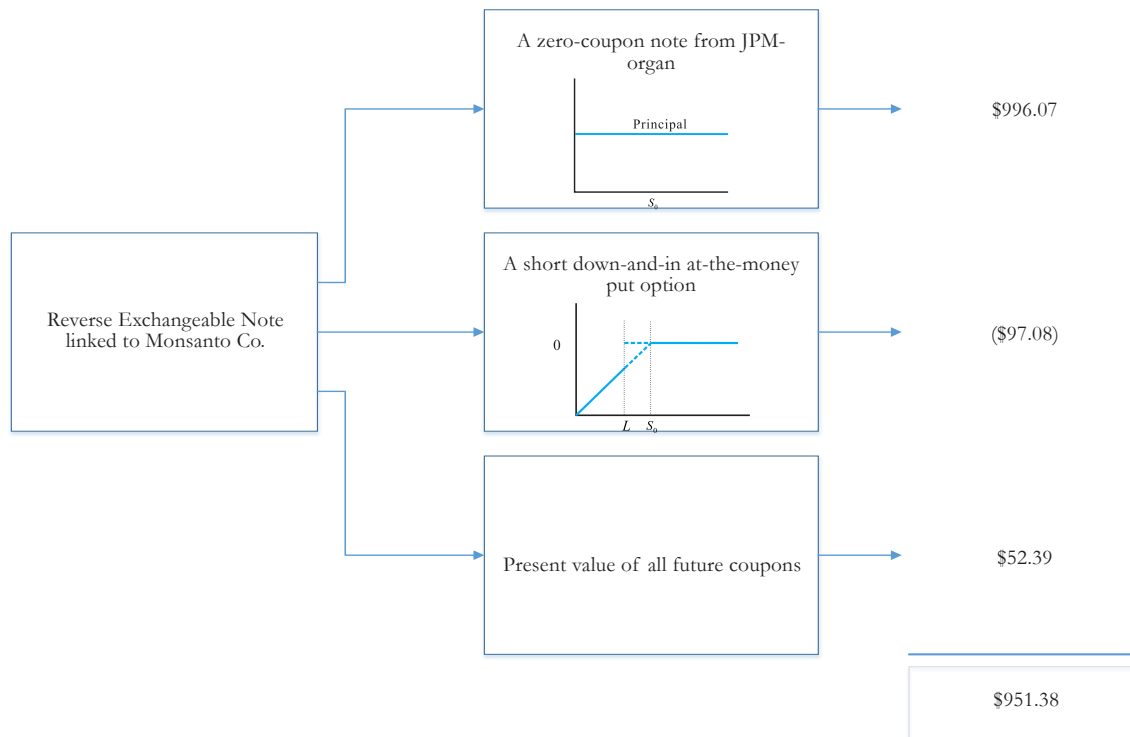 A zero-coupon note from JPM-
organ
Principal
S₀
$996.07
Reverse Exchangeable Note
linked to Monsanto Co.
A short down-and-in at-the-money
put option
0
L S₀
($97.08)
Present value of all future coupons
$52.39
$951.38